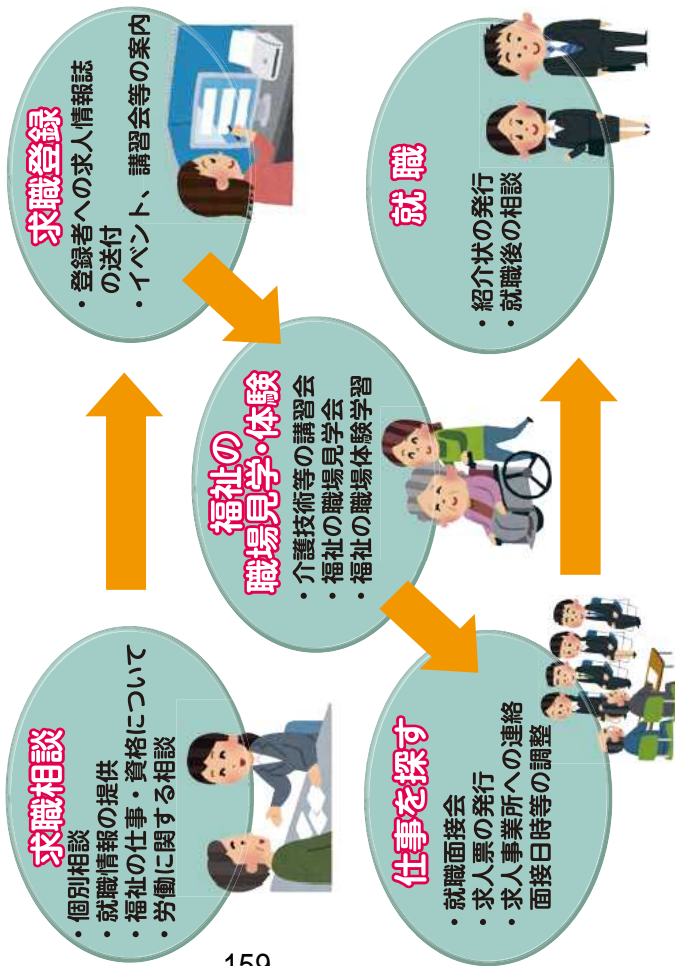 求職相談
・個別相談
・就職情報の提供
・福祉の仕事・資格について
・労働に関する相談
求職登録
・登録者への求人情報誌
の送付
・イベント、講習会等の案内
福祉の
職場見学・体験
・介護技術等の講習会
・福祉の職場見学会
・福祉の職場体験学習
仕事を探す
・就職面接会
・求人票の発行
・求人事業所への連絡
面接日時等の調整
就職
・紹介状の発行
・就職後の相談
159